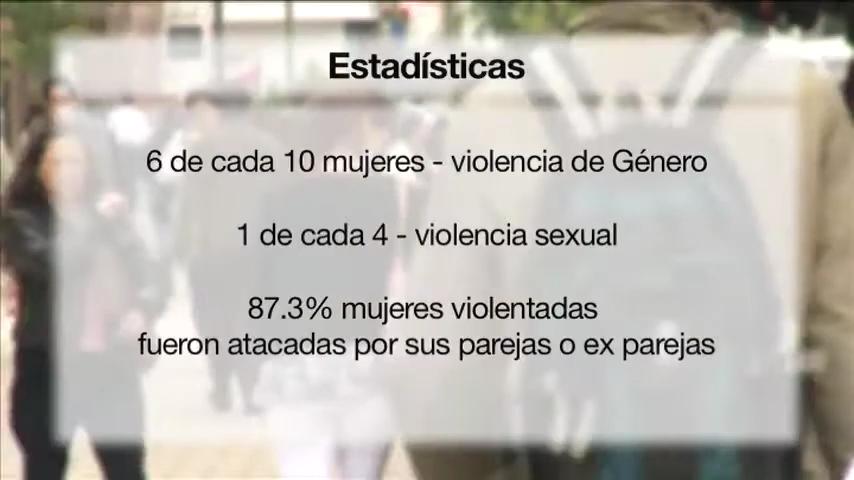 Estadísticas
6 de cada 10 mujeres - violencia de Género
1 de cada 4 - violencia sexual
87.3% mujeres violentadas
fueron atacadas por sus parejas o ex parejas